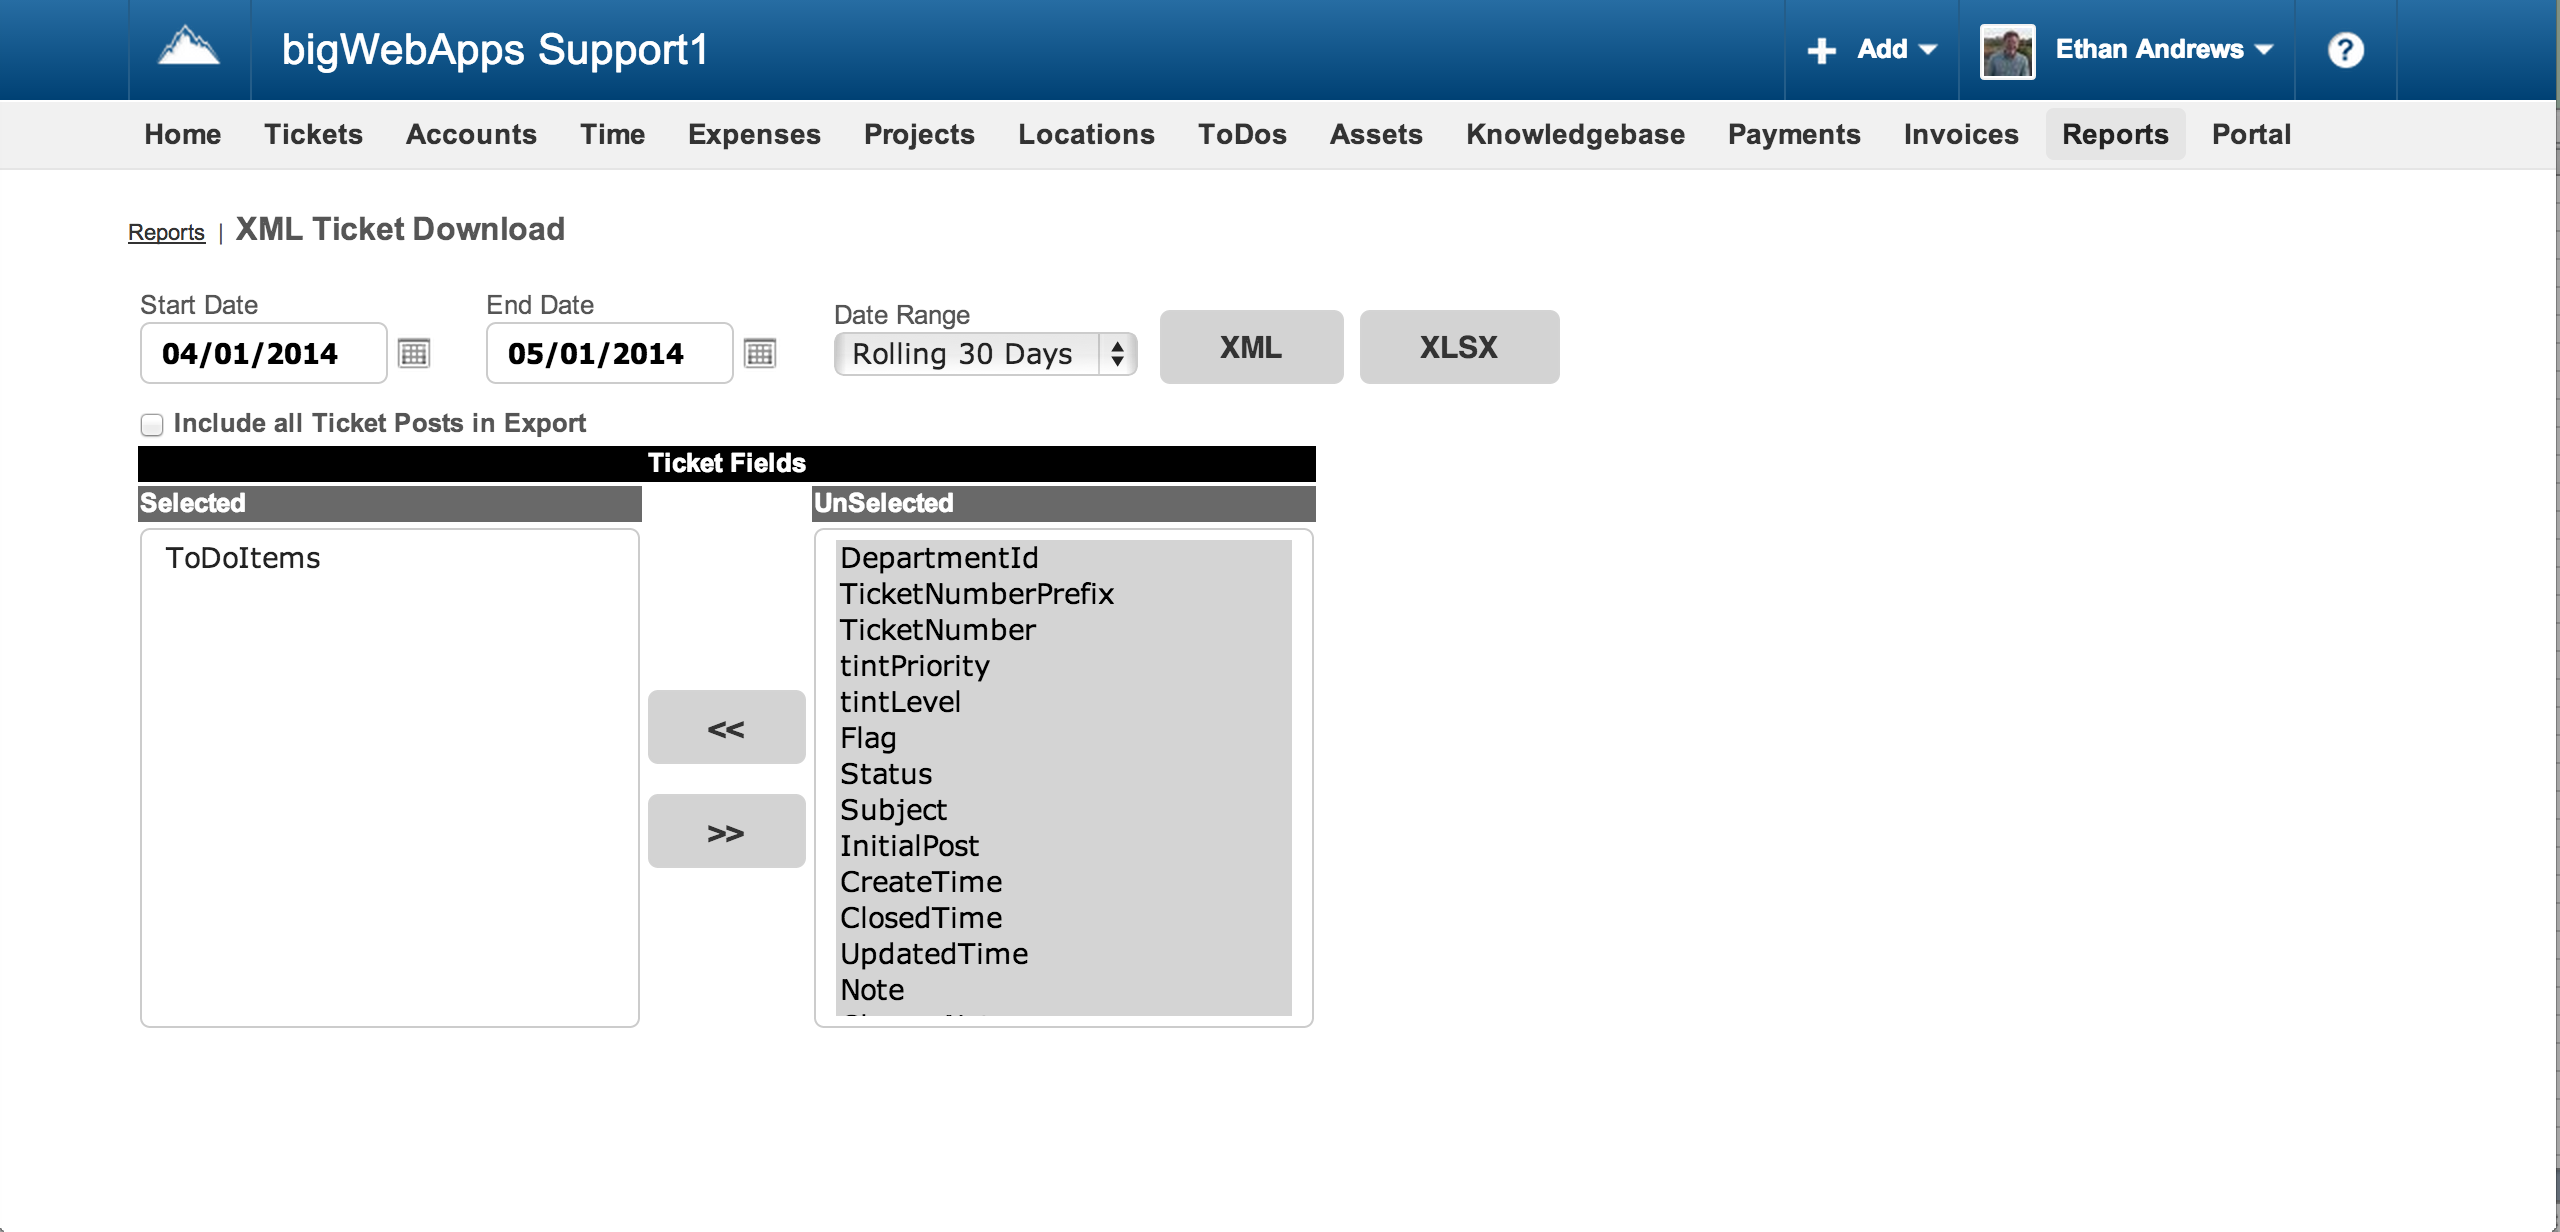 bigWebApps Support1
Add
Ethan Andrews
?
Home Tickets Accounts Time Expenses Projects Locations ToDos Assets Knowledgebase Payments Invoices Reports Portal
Reports | XML Ticket Download
Start Date
04/01/2014
End Date
05/01/2014
Date Range
Rolling 30 Days
XML
XLSX
Include all Ticket Posts in Export
Ticket Fields
Selected
ToDoItems
<<
>>
UnSelected
DepartmentId
TicketNumberPrefix
TicketNumber
tintPriority
tintLevel
Flag
Status
Subject
InitialPost
CreateTime
ClosedTime
UpdatedTime
Note